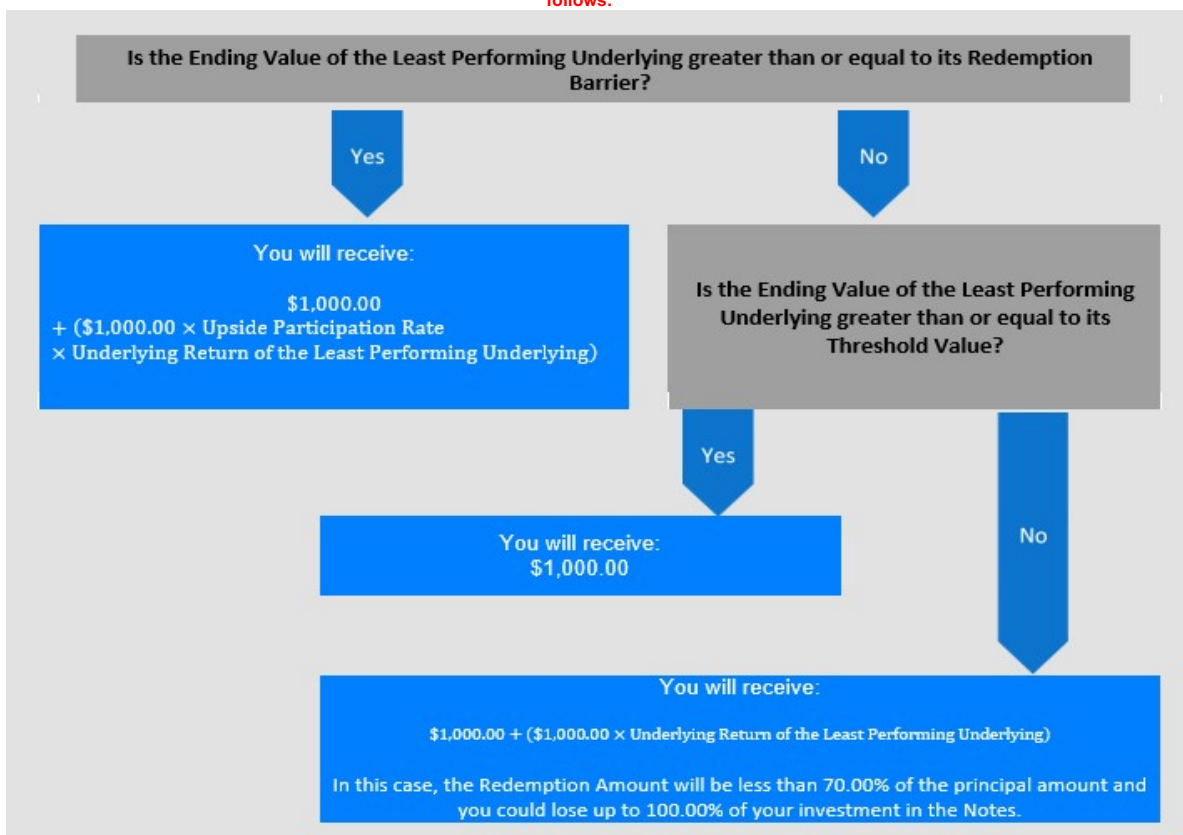 follows:
Is the Ending Value of the Least Performing Underlying greater than or equal to its Redemption
Barrier?
Yes
No
You will receive:
$1,000.00
+ ($1,000.00 × Upside Participation Rate
× Underlying Return of the Least Performing Underlying)
Is the Ending Value of the Least Performing
Underlying greater than or equal to its
Threshold Value?
Yes
No
You will receive:
$1,000.00
You will receive:
$1,000.00 + ($1,000.00 × Underlying Return of the Least Performing Underlying)
In this case, the Redemption Amount will be less than 70.00% of the principal amount and
you could lose up to 100.00% of your investment in the Notes.